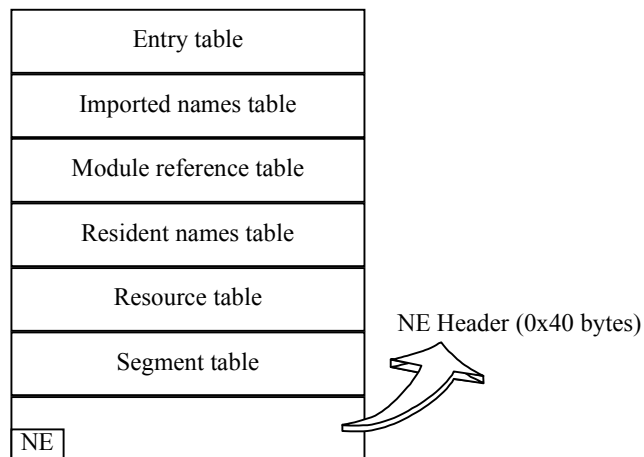 Entry table
Imported names table
Module reference table
Resident names table
Resource table
NE Header (0x40 bytes)
Segment table
NE